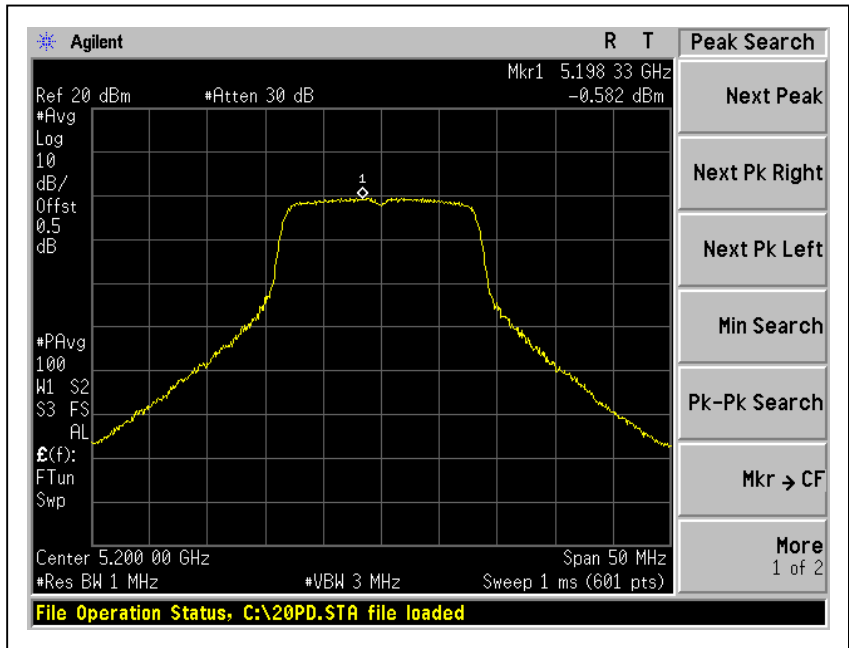 Agilent R T
Mkr1 5.198 33 GHz
Ref 20 dBm #Atten 30 dB -0.582 dBm
#Avg
Log
10
dB/
Offst
0.5
dB
1
#PAvg
100
W1 S2
S3 FS
AL
£(f):
FTun
Swp
Center 5.200 00 GHz Span 50 MHz
#Res BW 1 MHz #VBW 3 MHz Sweep 1 ms (601 pts)
File Operation Status, C:\20PD.STA file loaded
Peak Search
Next Peak
Next Pk Right
Next Pk Left
Min Search
Pk-Pk Search
Mkr → CF
More
1 of 2